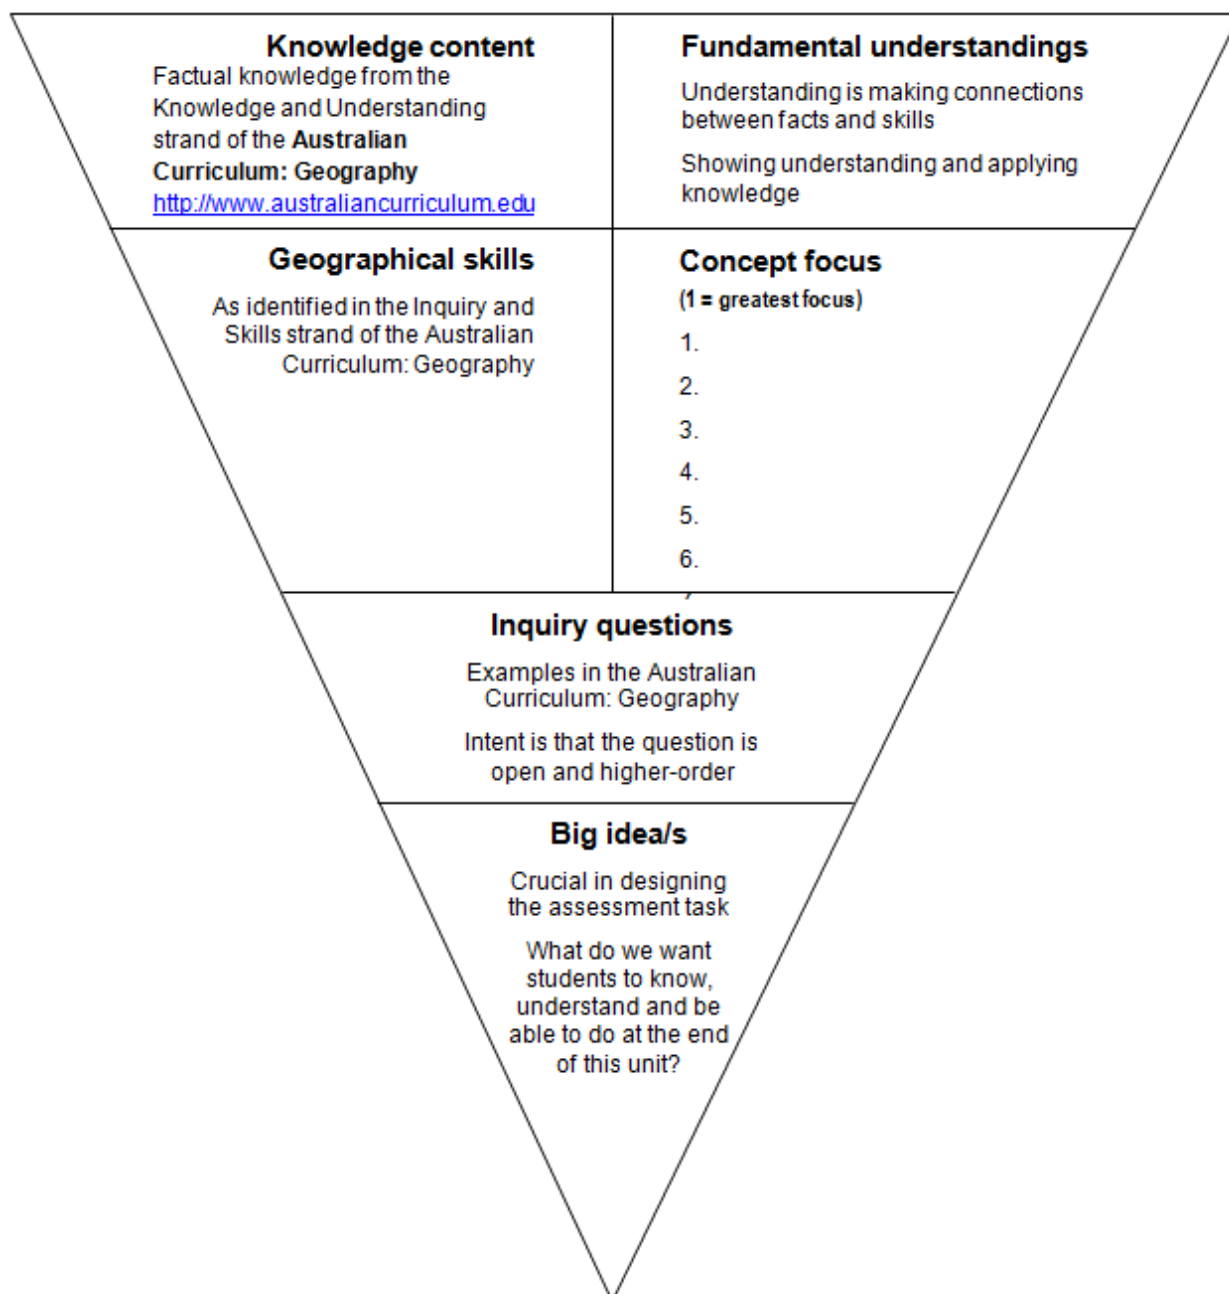 Knowledge content
Factual knowledge from the
Knowledge and Understanding
strand of the Australian
Curriculum: Geography
http://www.australiancurriculum.edu
Fundamental understandings
Understanding is making connections
between facts and skills
Showing understanding and applying
knowledge
Geographical skills
As identified in the Inquiry and
Skills strand of the Australian
Curriculum: Geography
Concept focus
(1 = greatest focus)
1.
2.
3.
4.
5.
6.
Inquiry questions
Examples in the Australian
Curriculum: Geography
Intent is that the question is
open and higher-order
Big idea/s
Crucial in designing
the assessment task
What do we want
students to know,
understand and be
able to do at the end
of this unit?